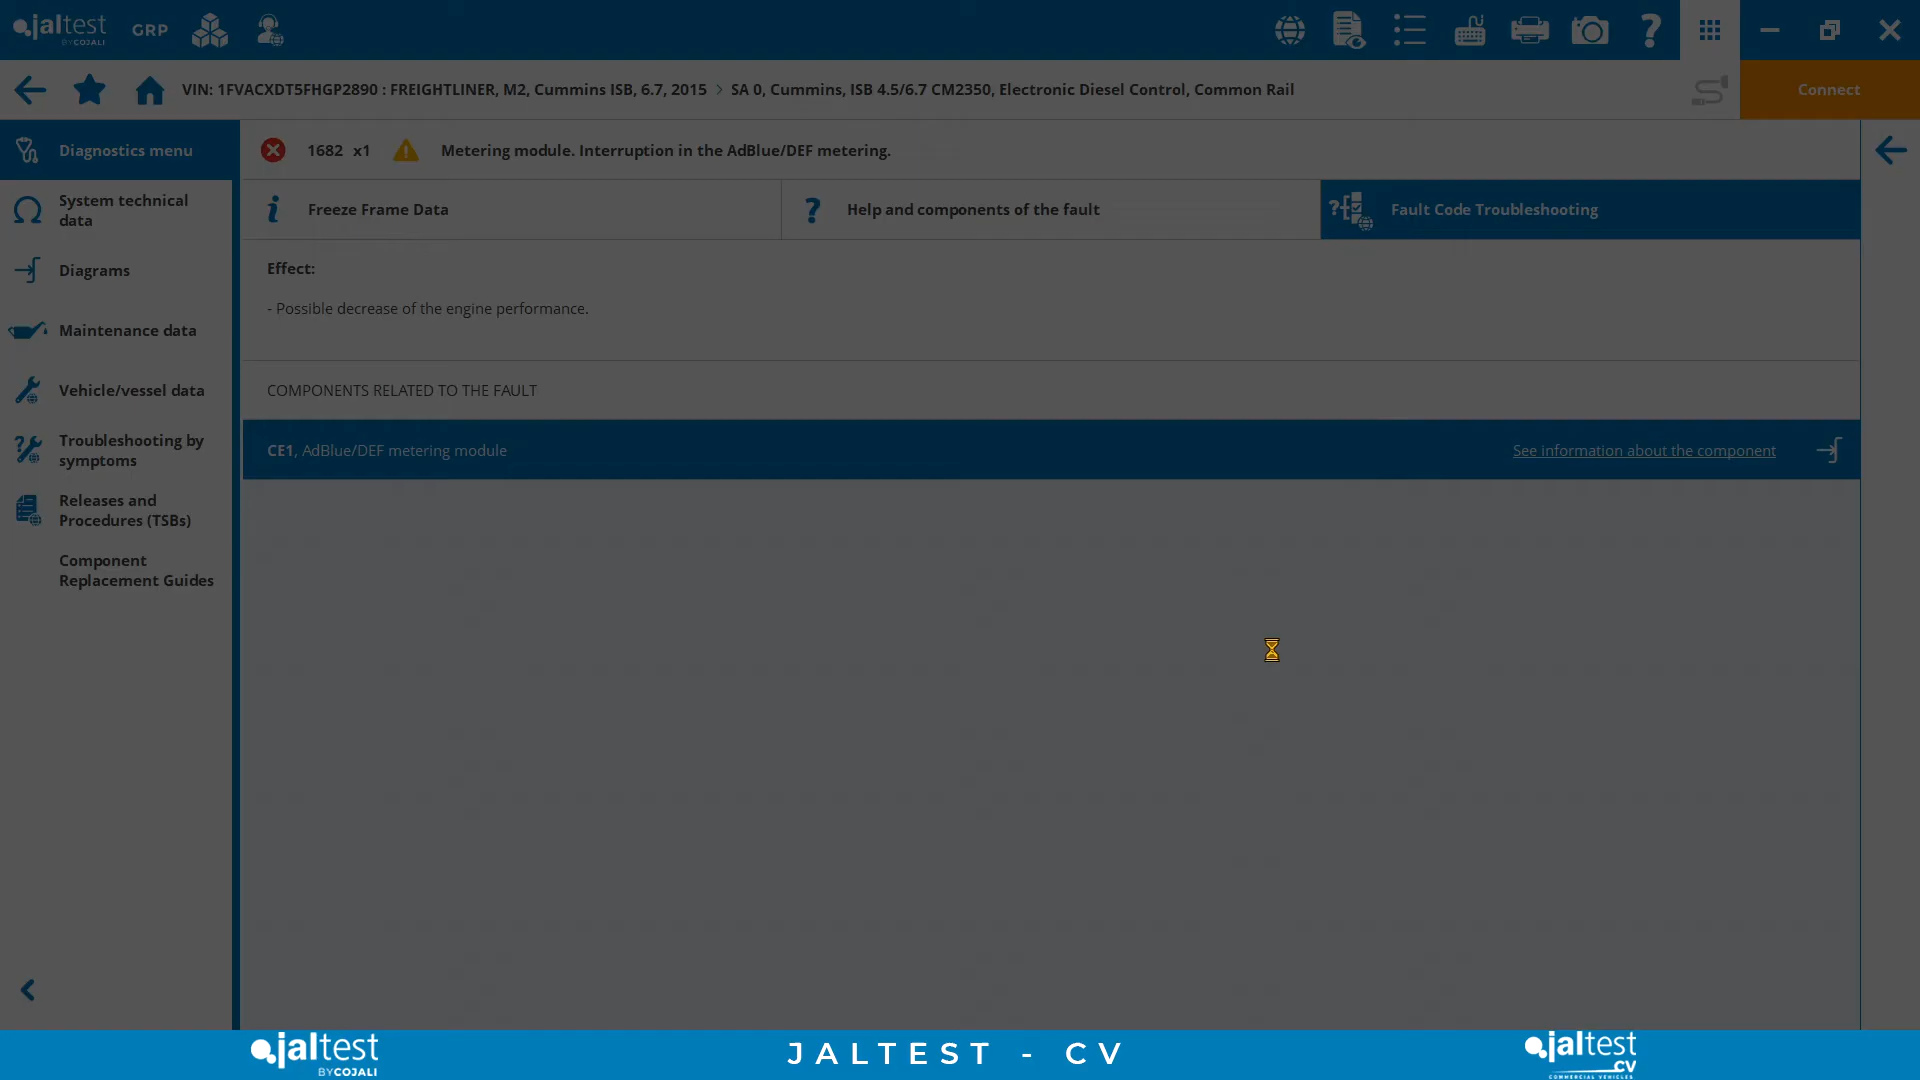 jaltest
BY COJALI
GRP
VIN: 1FVACXDT5FHGP2890 : FREIGHTLINER, M2, Cummins ISB, 6.7, 2015 > SA 0, Cummins, ISB 4.5/6.7 CM2350, Electronic Diesel Control, Common Rail
Connect
Diagnostics menu
1682 x1
Metering module. Interruption in the AdBlue/DEF metering.
System technical
data
Freeze Frame Data
Help and components of the fault
Fault Code Troubleshooting
Diagrams
Effect:
- Possible decrease of the engine performance.
Maintenance data
Vehicle/vessel data
COMPONENTS RELATED TO THE FAULT
Troubleshooting by
symptoms
CE1, AdBlue/DEF metering module
See information about the component
Releases and
Procedures (TSBs)
Component
Replacement Guides
jaltest
BY COJALI
JALTEST - CV
jaltest
CV
COMMERCIAL VEHICLES